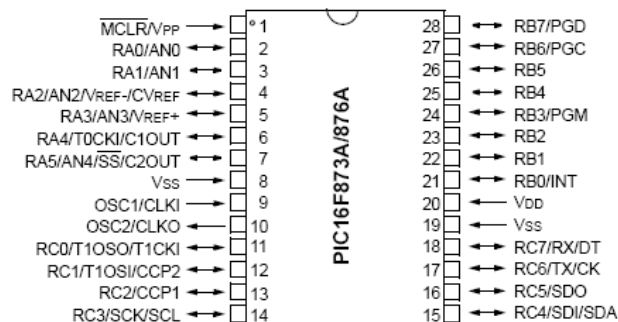 MCLR/VPP 1 28 RB7/PGD
RA0/AN0 2 27 RB6/PGC
RA1/AN1 3 26 RB5
RA2/AN2/VREF-/CVREF 4 25 RB4
RA3/AN3/VREF+ 5 24 RB3/PGM
RA4/T0CKI/C1OUT 6 23 RB2
RA5/AN4/SS/C2OUT 7 22 RB1
VSS 8 21 RB0/INT
OSC1/CLKI 9 20 VDD
OSC2/CLKO 10 19 VSS
RC0/T1OSO/T1CKI 11 18 RC7/RX/DT
RC1/T1OSI/CCP2 12 17 RC6/TX/CK
RC2/CCP1 13 16 RC5/SDO
RC3/SCK/SCL 14 15 RC4/SDI/SDA
PIC16F873A/876A